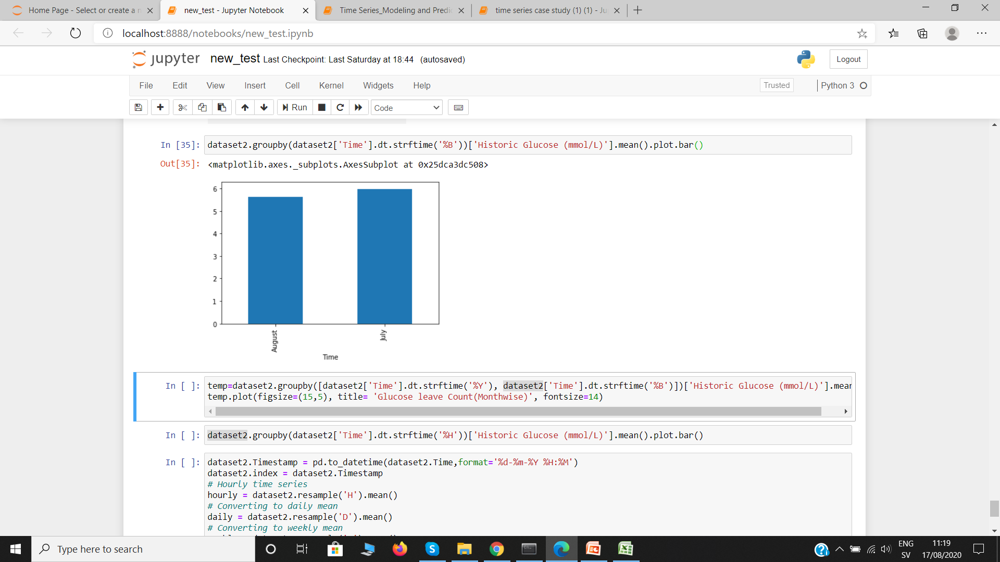 Home Page - Select or create a n
new_test - Jupyter Notebook
Time Series_Modeling and Predic
time series case study (1) (1) - Ju
localhost:8888/notebooks/new_test.ipynb
jupyter new_test Last Checkpoint: Last Saturday at 18:44 (autosaved)
Logout
File Edit View Insert Cell Kernel Widgets Help
Trusted
Python 3
Run
Code
In [35]: dataset2.groupby(dataset2['Time'].dt.strftime('%B'))['Historic Glucose (mmol/L)'].mean().plot.bar()
Out[35]: <matplotlib.axes._subplots.AxesSubplot at 0x25dca3dc508>
6
5
4
3
2
1
0
August
July
Time
In [ ]: temp=dataset2.groupby([dataset2['Time'].dt.strftime('%Y'), dataset2['Time'].dt.strftime('%B')])['Historic Glucose (mmol/L)'].mear
temp.plot(figsize=(15,5), title= 'Glucose leave Count(Monthwise)', fontsize=14)
In [ ]: dataset2.groupby(dataset2['Time'].dt.strftime('%H'))['Historic Glucose (mmol/L)'].mean().plot.bar()
In [ ]: dataset2.Timestamp = pd.to_datetime(dataset2.Time,format='%d-%m-%Y %H:%M')
dataset2.index = dataset2.Timestamp
# Hourly time series
hourly = dataset2.resample('H').mean()
# Converting to daily mean
daily = dataset2.resample('D').mean()
# Converting to weekly mean
Type here to search
ENG
SV
11:19
17/08/2020